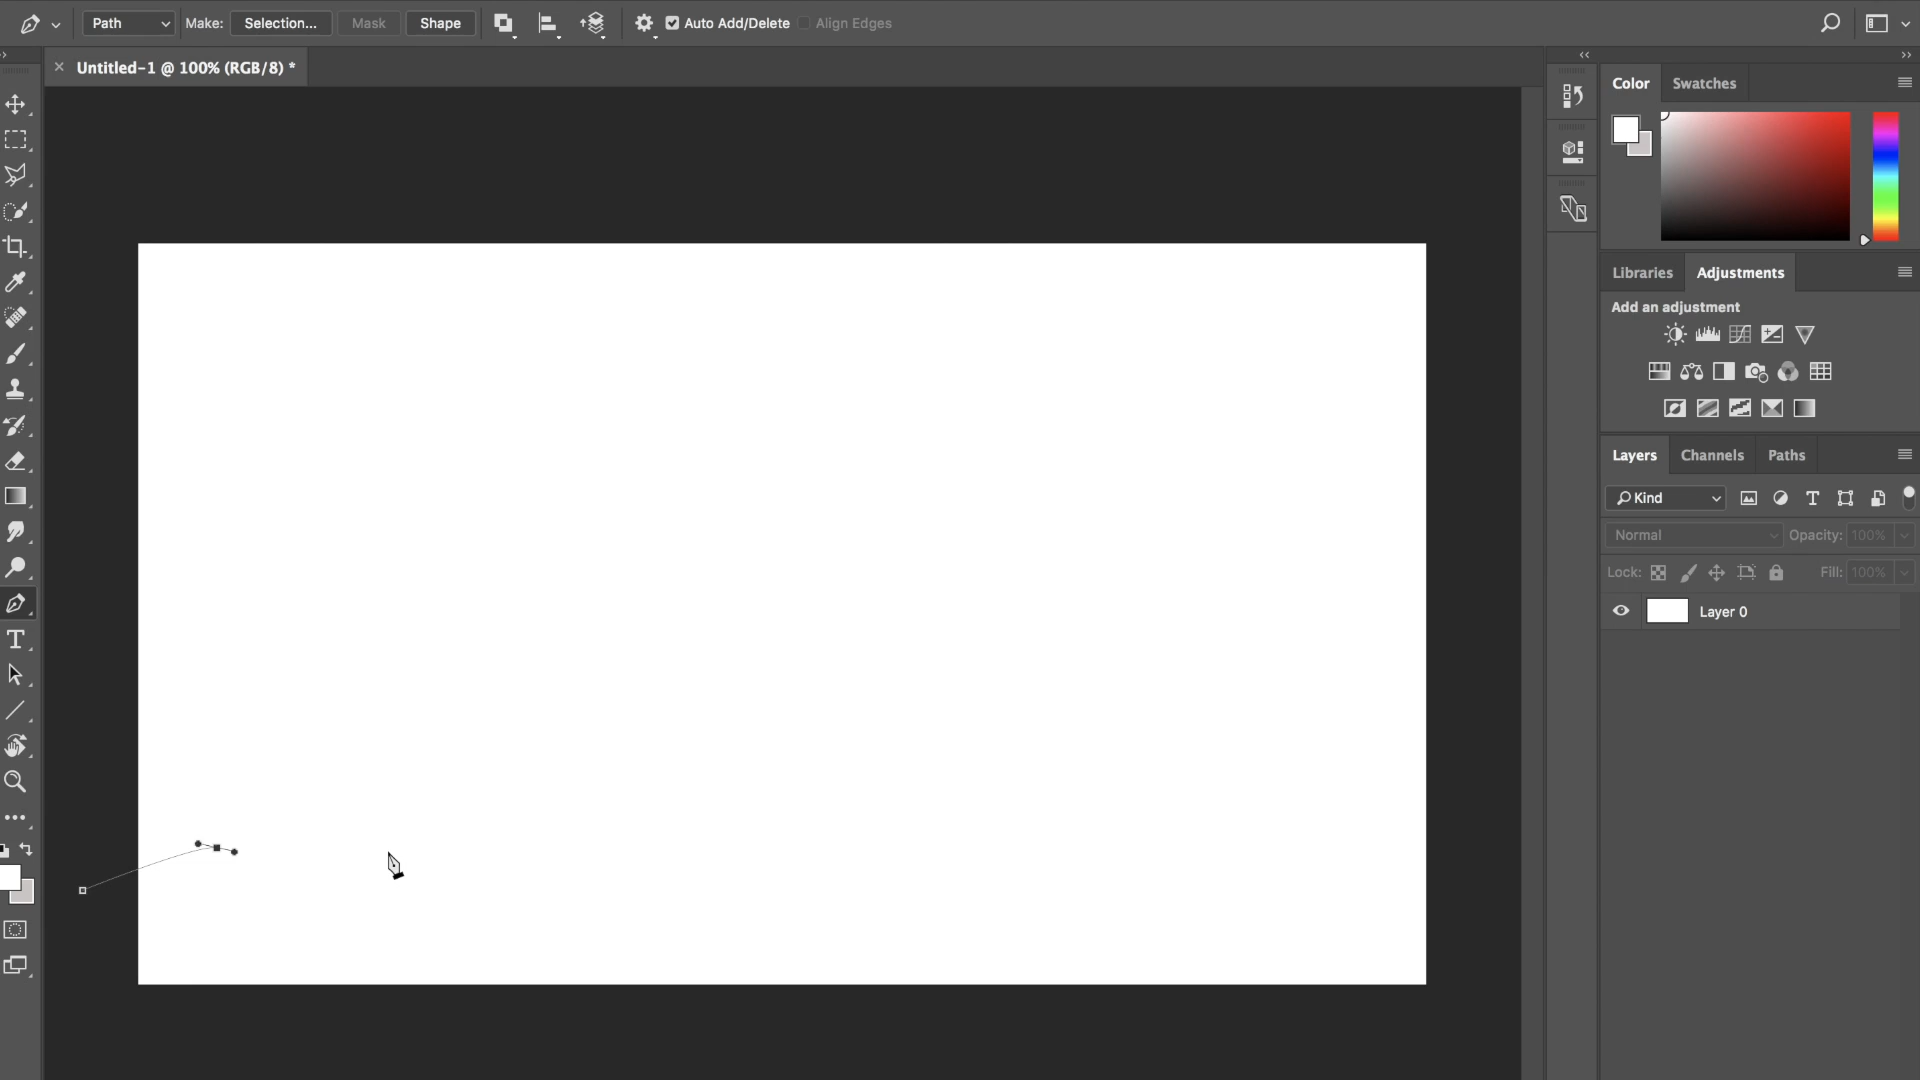 Path Make: Selection... Mask Shape Auto Add/Delete Align Edges
Untitled-1 @ 100% (RGB/8) *
Color Swatches
Libraries Adjustments
Add an adjustment
Layers Channels Paths
Kind
Normal Opacity: 100%
Lock: Fill: 100%
Layer 0